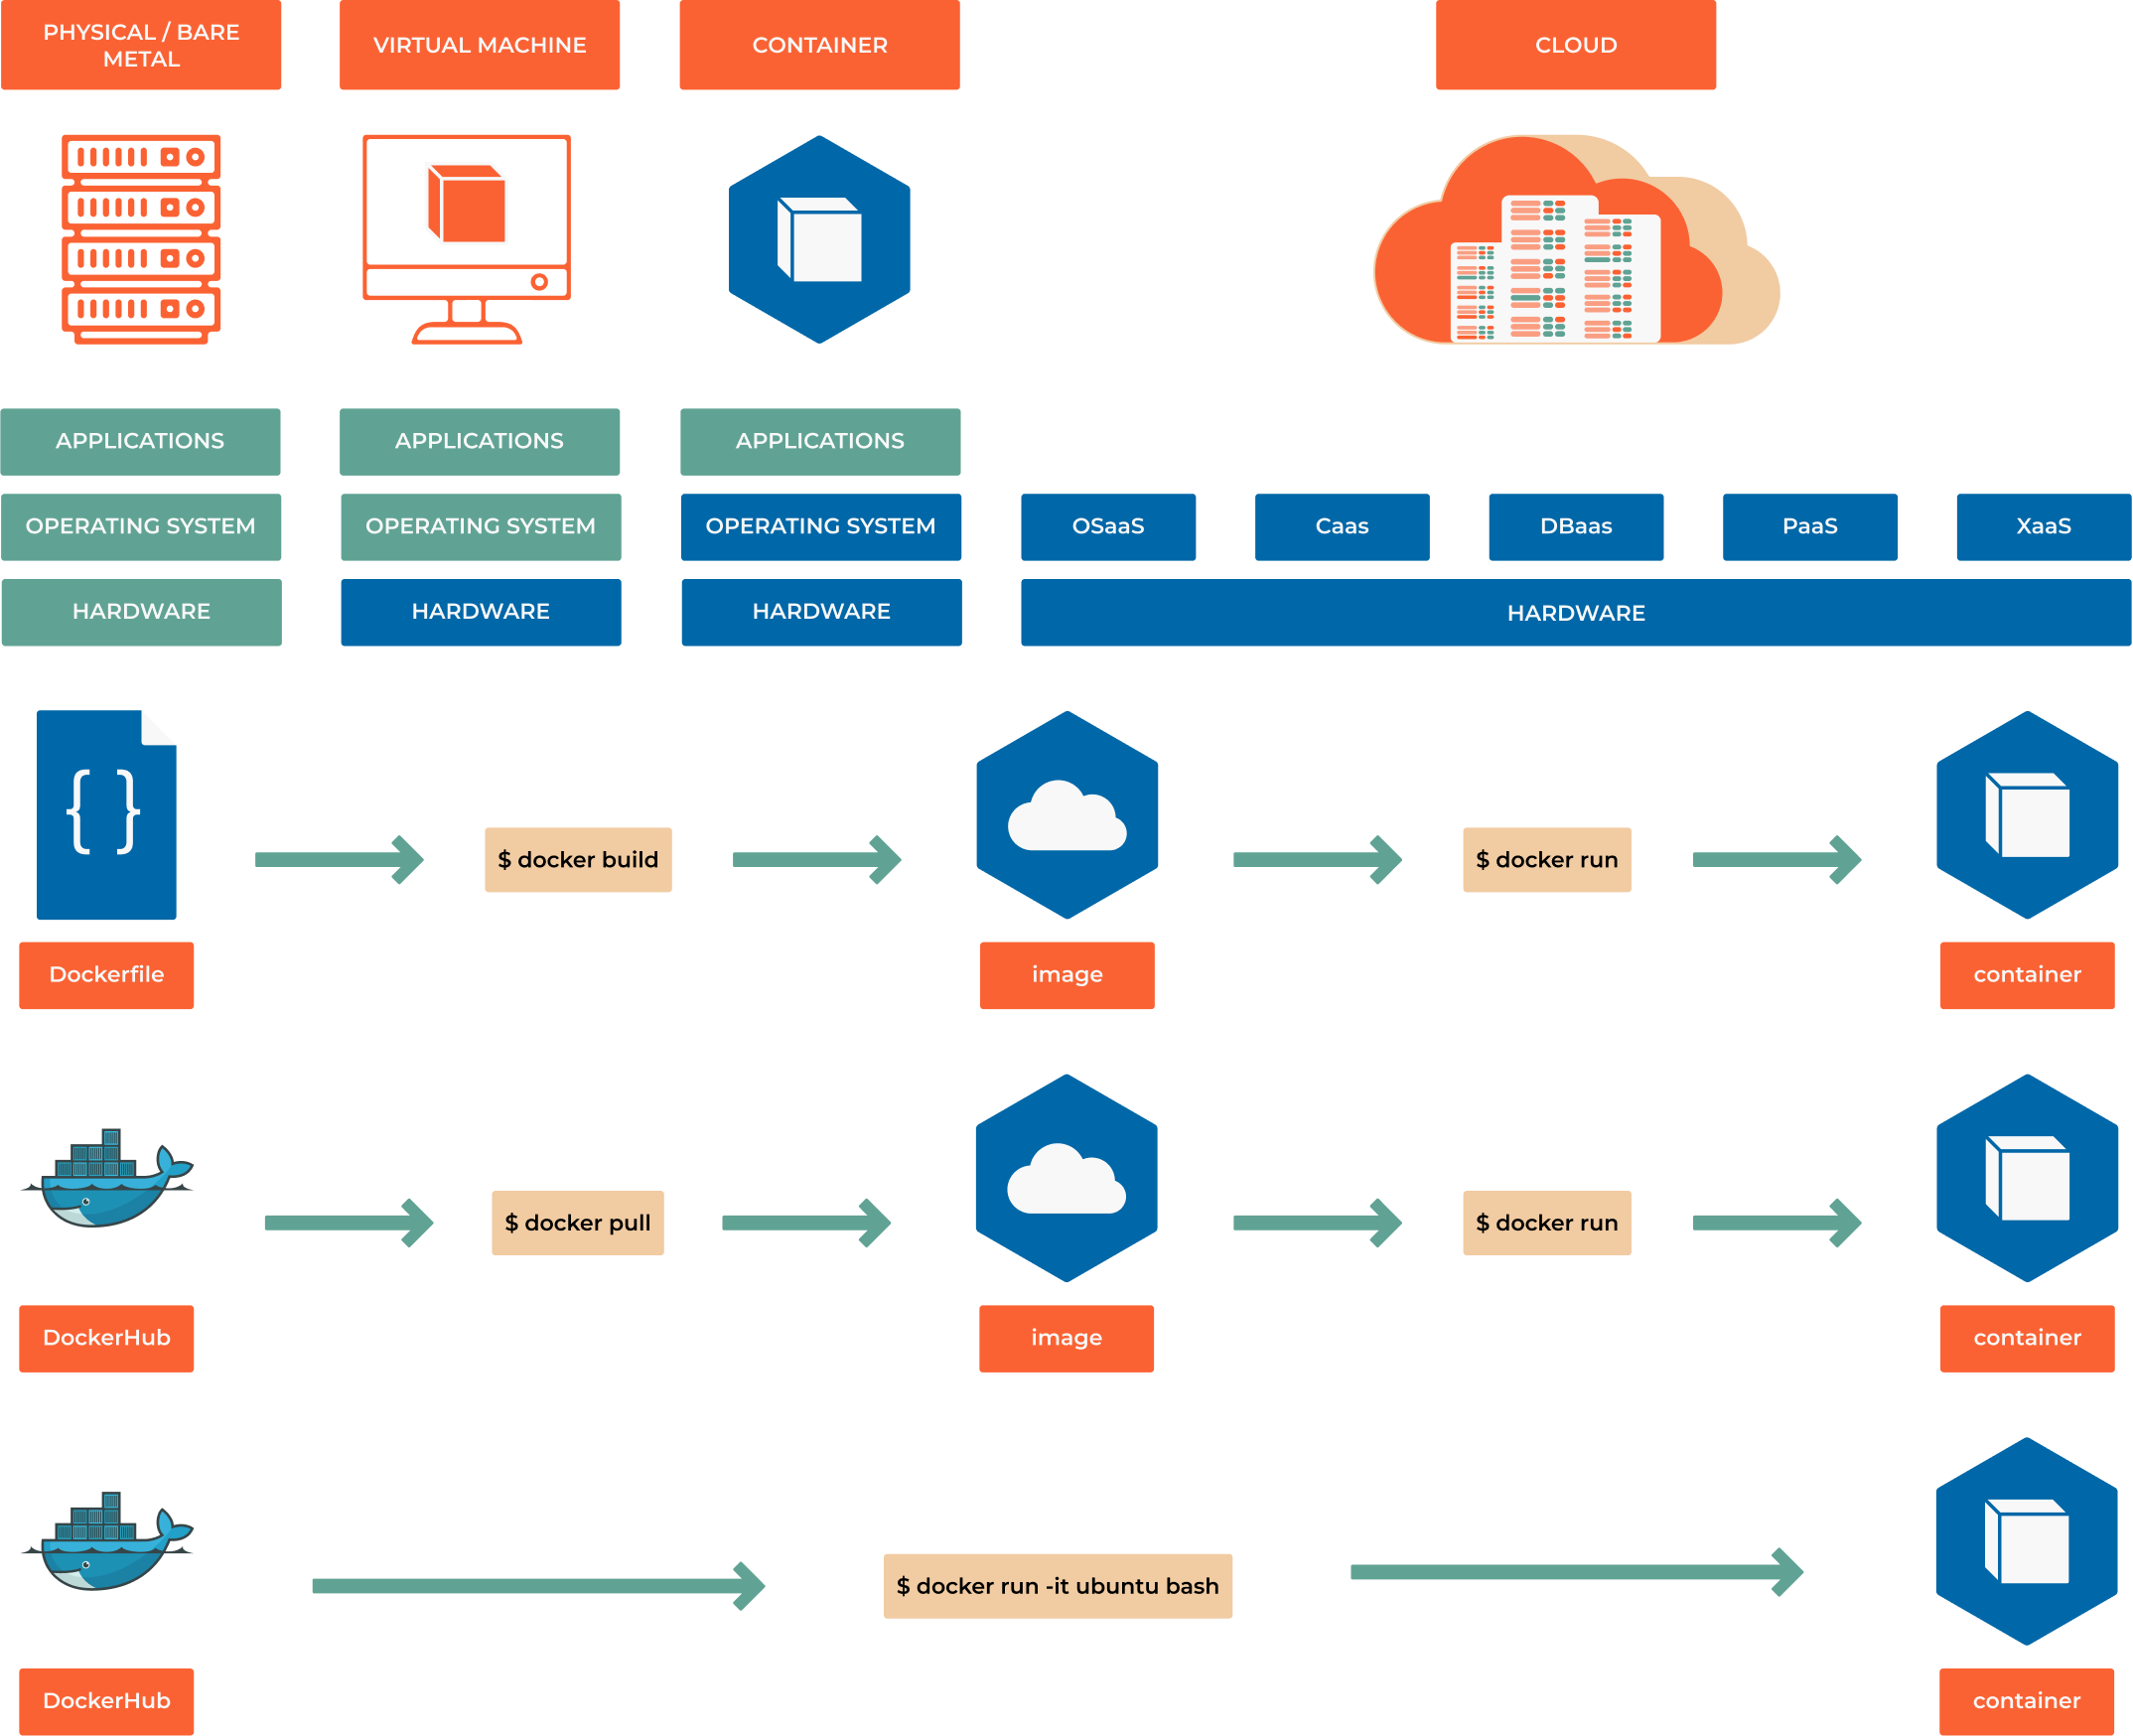 PHYSICAL / BARE
METAL
VIRTUAL MACHINE
CONTAINER
CLOUD
APPLICATIONS
APPLICATIONS
APPLICATIONS
OPERATING SYSTEM
OPERATING SYSTEM
OPERATING SYSTEM
OSaaS
Caas
DBaas
PaaS
XaaS
HARDWARE
HARDWARE
HARDWARE
HARDWARE
{ }
$ docker build
$ docker run
Dockerfile
image
container
$ docker pull
$ docker run
DockerHub
image
container
$ docker run -it ubuntu bash
DockerHub
container